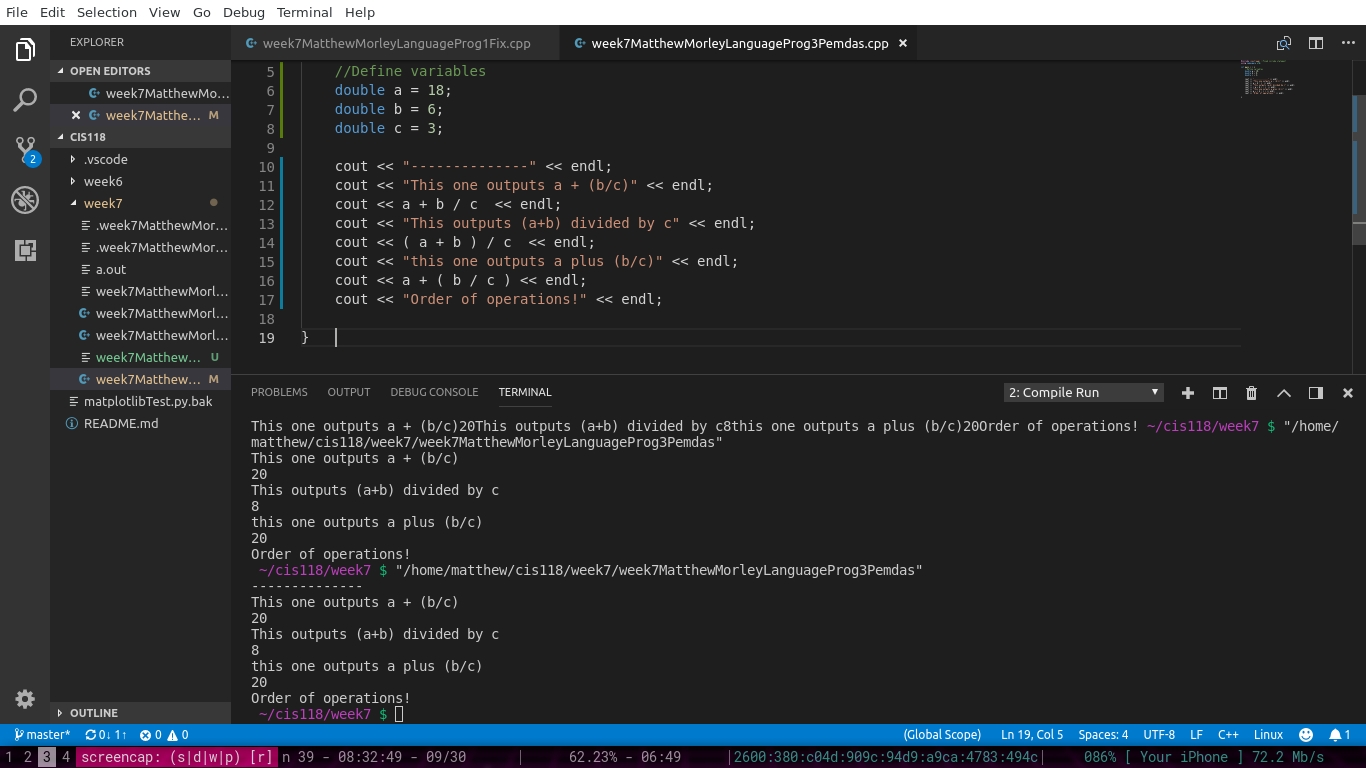 File Edit Selection View Go Debug Terminal Help
EXPLORER
OPEN EDITORS
week7MatthewMo...
week7Matthe... M
CIS118
.vscode
week6
week7
.week7MatthewMor...
.week7MatthewMor...
a.out
week7MatthewMorl...
week7MatthewMorl...
week7MatthewMorl...
week7Matthew... U
week7Matthew... M
matplotlibTest.py.bak
README.md
OUTLINE
2
week7MatthewMorleyLanguageProg1Fix.cpp week7MatthewMorleyLanguageProg3Pemdas.cpp
5 //Define variables
6 double a = 18;
7 double b = 6;
8 double c = 3;
9
10 cout << "--------------" << endl;
11 cout << "This one outputs a + (b/c)" << endl;
12 cout << a + b / c  << endl;
13 cout << "This outputs (a+b) divided by c" << endl;
14 cout << ( a + b ) / c  << endl;
15 cout << "this one outputs a plus (b/c)" << endl;
16 cout << a + ( b / c ) << endl;
17 cout << "Order of operations!" << endl;
18
19 }
PROBLEMS OUTPUT DEBUG CONSOLE TERMINAL 2: Compile Run
This one outputs a + (b/c)20This outputs (a+b) divided by c8this one outputs a plus (b/c)20Order of operations! ~/cis118/week7 $ "/home/
matthew/cis118/week7/week7MatthewMorleyLanguageProg3Pemdas"
This one outputs a + (b/c)
20
This outputs (a+b) divided by c
8
this one outputs a plus (b/c)
20
Order of operations!
~/cis118/week7 $ "/home/matthew/cis118/week7/week7MatthewMorleyLanguageProg3Pemdas"
--------------
This one outputs a + (b/c)
20
This outputs (a+b) divided by c
8
this one outputs a plus (b/c)
20
Order of operations!
~/cis118/week7 $
master* 0↓ 1↑ 0 0 (Global Scope) Ln 19, Col 5 Spaces: 4 UTF-8 LF C++ Linux 1
1 2 3 4 screencap: (s|d|w|p) [r] n 39 - 08:32:49 - 09/30 | 62.23% - 06:49 |2600:380:c04d:909c:94d9:a9ca:4783:494c| 086% [ Your iPhone ] 72.2 Mb/s